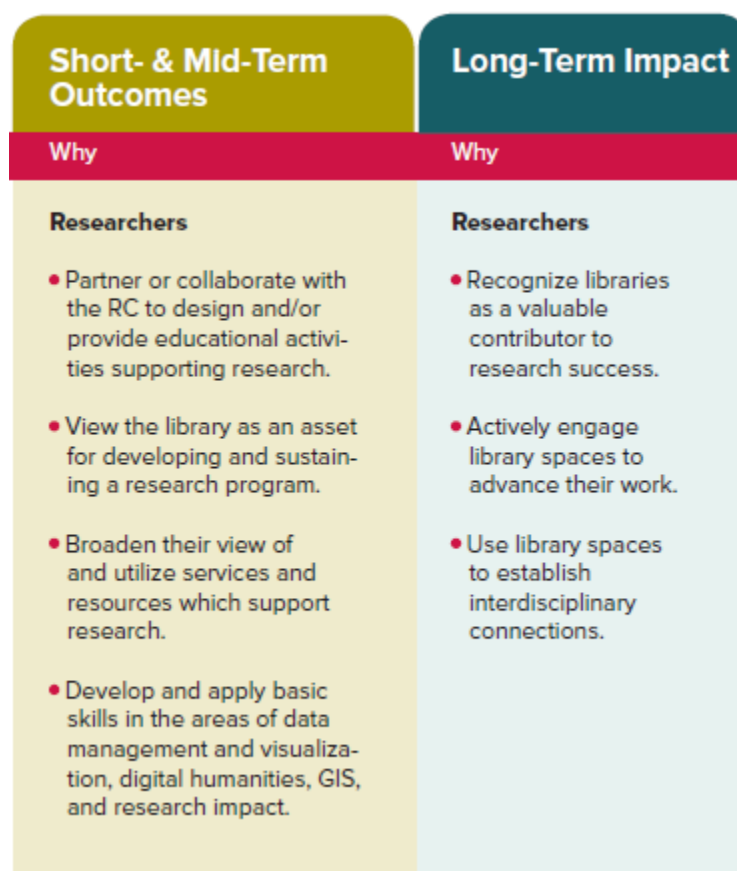 Short- & Mid-Term
Outcomes
Why
Researchers
• Partner or collaborate with
the RC to design and/or
provide educational activi-
ties supporting research.
• View the library as an asset
for developing and sustain-
ing a research program.
• Broaden their view of
and utilize services and
resources which support
research.
• Develop and apply basic
skills in the areas of data
management and visualiza-
tion, digital humanities, GIS,
and research impact.
Long-Term Impact
Why
Researchers
• Recognize libraries
as a valuable
contributor to
research success.
• Actively engage
library spaces to
advance their work.
• Use library spaces
to establish
interdisciplinary
connections.